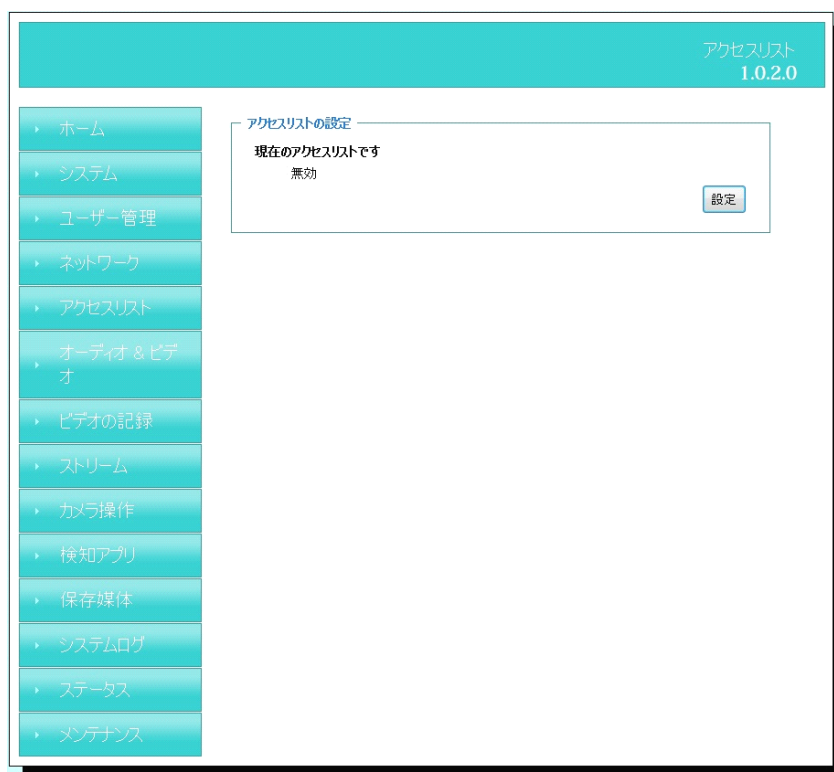 アクセスリスト
1.0.2.0
ホーム
システム
ユーザー管理
ネットワーク
アクセスリスト
オーディオ & ビデ
オ
ビデオの記録
ストリーム
カメラ操作
検知アプリ
保存媒体
システムログ
ステータス
メンテナンス
アクセスリストの設定
現在のアクセスリストです
無効
設定